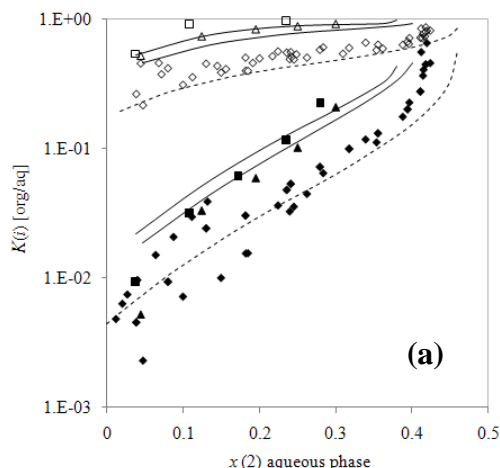 1.E+00
1.E-01
1.E-02
1.E-03
K(i) [org/aq]
(a)
0 0.1 0.2 0.3 0.4 0.5
x (2) aqueous phase